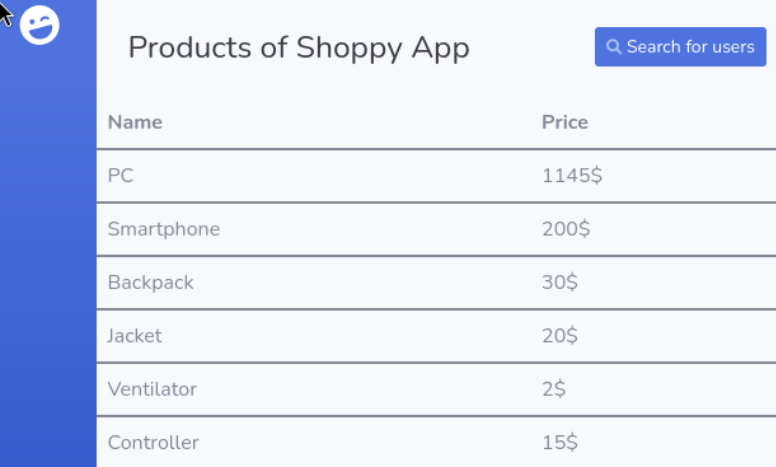 Products of Shoppy App
Search for users
Name Price
PC 1145$
Smartphone 200$
Backpack 30$
Jacket 20$
Ventilator 2$
Controller 15$